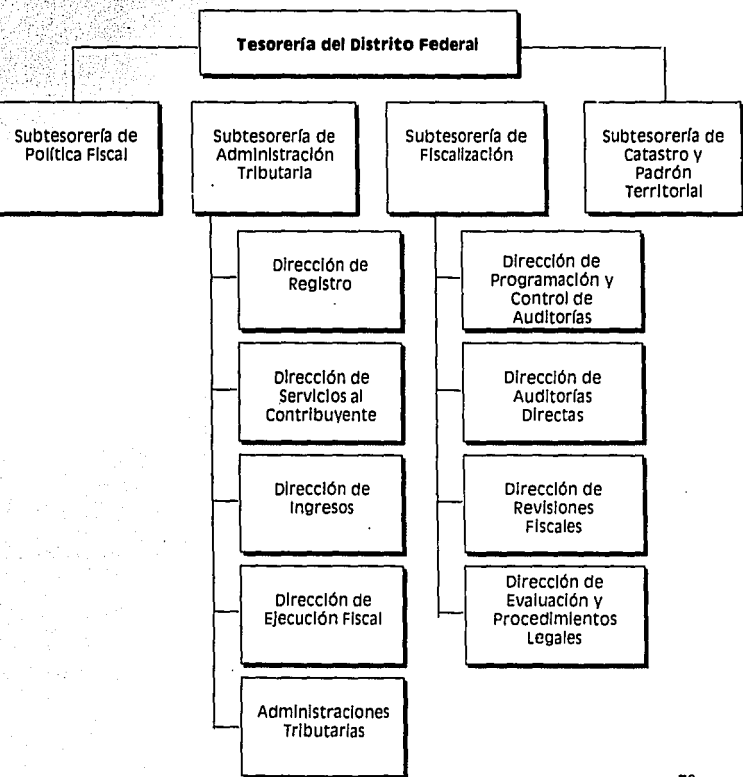 Tesorería del Distrito Federal
Subtesorería de
Política Fiscal
Subtesorería de
Administración
Tributaria
Subtesorería de
Fiscalización
Subtesorería de
Catastro y
Padrón
Territorial
Dirección de
Registro
Dirección de
Servicios al
Contribuyente
Dirección de
Ingresos
Dirección de
Ejecución Fiscal
Administraciones
Tributarias
Dirección de
Programación y
Control de
Auditorías
Dirección de
Auditorías
Directas
Dirección de
Revisiones
Fiscales
Dirección de
Evaluación y
Procedimientos
Legales